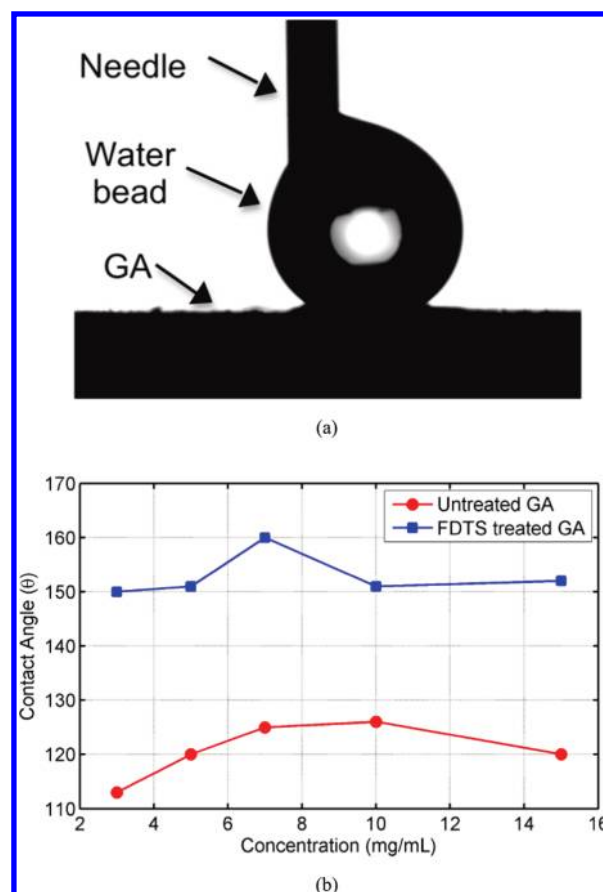 Needle
Water
bead
GA
(a)
170
160
150
140
130
120
110
Contact Angle (θ)
Untreated GA
FDTS treated GA
2 4 6 8 10 12 14 16
Concentration (mg/mL)
(b)